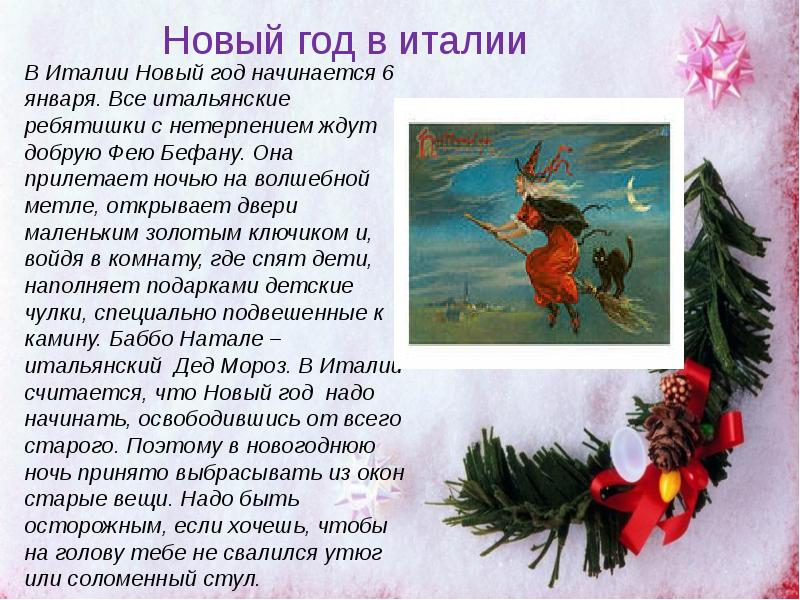 Новый год в италии
В Италии Новый год начинается 6
января. Все итальянские
ребятишки с нетерпением ждут
добрую Фею Бефану. Она
прилетает ночью на волшебной
метле, открывает двери
маленьким золотым ключиком и,
войдя в комнату, где спят дети,
наполняет подарками детские
чулки, специально подвешенные к
камину. Баббо Натале –
итальянский Дед Мороз. В Италии
считается, что Новый год надо
начинать, освободившись от всего
старого. Поэтому в новогоднюю
ночь принято выбрасывать из окон
старые вещи. Надо быть
осторожным, если хочешь, чтобы
на голову тебе не свалился утюг
или соломенный стул.